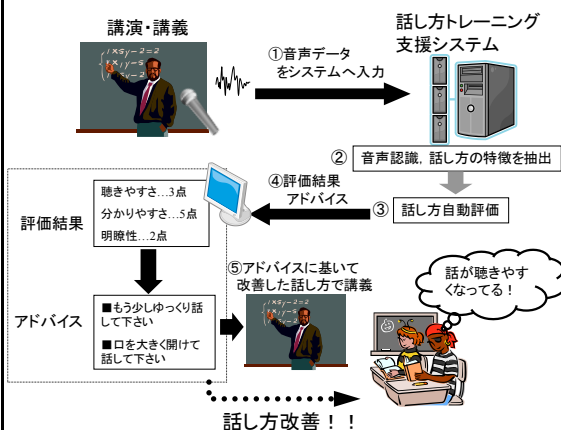 講演・講義
話し方トレーニング
支援システム
①音声データ
をシステムへ入力
② 音声認識，話し方の特徴を抽出
③ 話し方自動評価
④評価結果
アドバイス
評価結果
聴きやすさ…3点
分かりやすさ…5点
明瞭性…2点
アドバイス
■もう少しゆっくり話
して下さい
■口を大きく開けて
話して下さい
⑤アドバイスに基いて
改善した話し方で講義
話が聴きやす
くなってる！
話し方改善！！